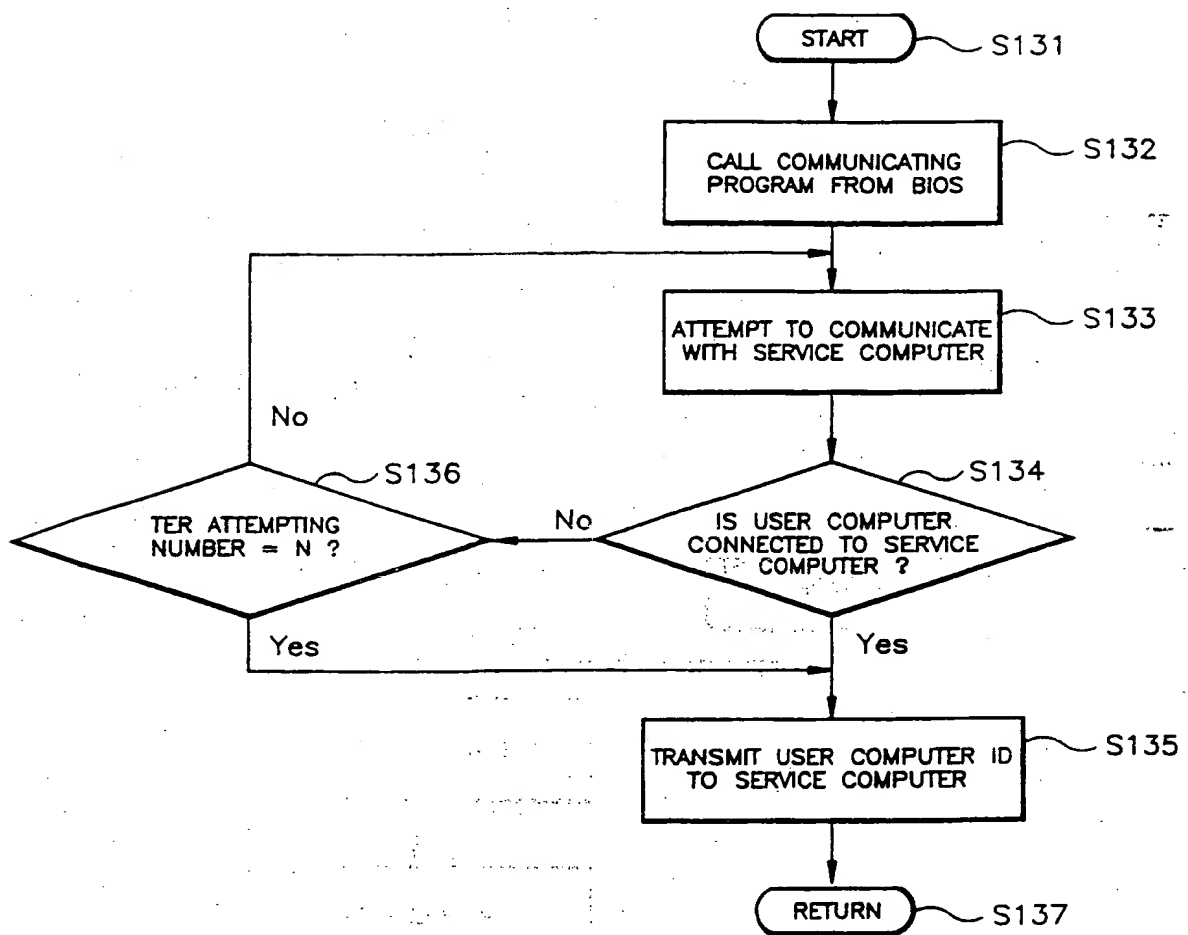 START
S131
CALL COMMUNICATING
PROGRAM FROM BIOS
S132
ATTEMPT TO COMMUNICATE
WITH SERVICE COMPUTER
S133
No
S136
TER ATTEMPTING
NUMBER = N ?
No
S134
IS USER COMPUTER
CONNECTED TO SERVICE
COMPUTER ?
Yes
Yes
TRANSMIT USER COMPUTER ID
TO SERVICE COMPUTER
S135
RETURN
S137